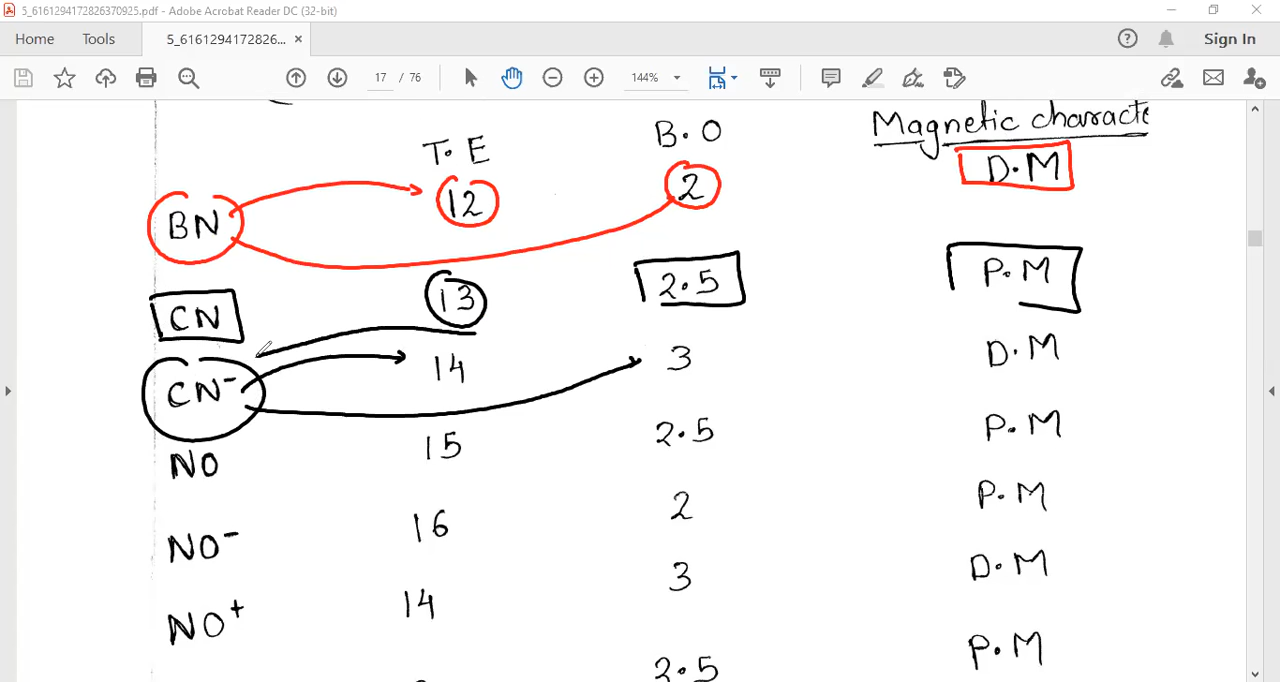 5_6161294172826370925.pdf - Adobe Acrobat Reader DC (32-bit)
Home Tools 5_6161294172826... × Sign In
17 / 76 144%
Magnetic characte
T.E B.O
BN 12 2 D.M
CN 13 2.5 P.M
CN⁻ 14 3 D.M
NO 15 2.5 P.M
NO⁻ 16 2 P.M
NO⁺ 14 3 D.M
2.5 P.M